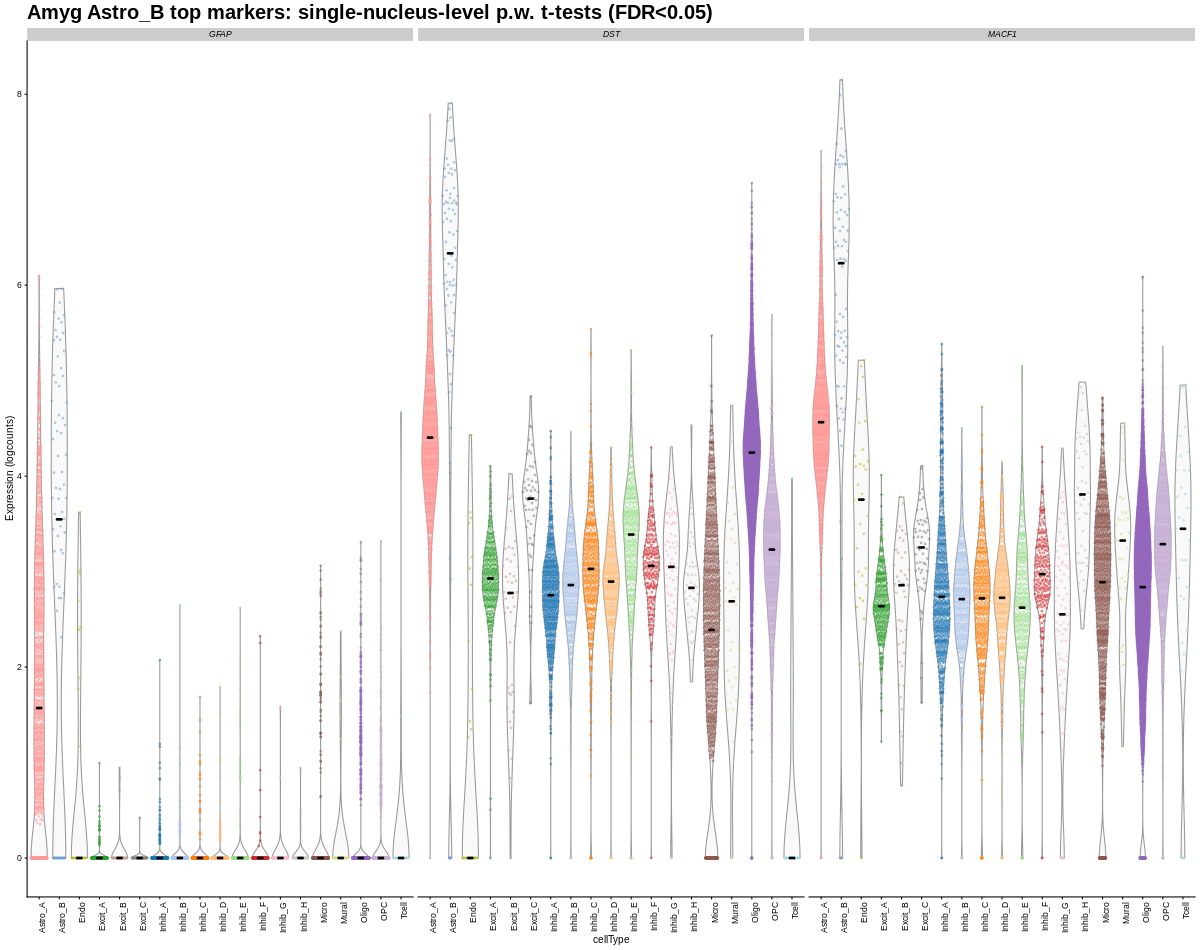 Amyg Astro_B top markers: single-nucleus-level p.w. t-tests (FDR<0.05)
GFAP DST MACF1
Expression (logcounts)
8
6
4
2
0
Astro_A Astro_B Endo Excit_A Excit_B Excit_C Inhib_A Inhib_B Inhib_C Inhib_D Inhib_E Inhib_F Inhib_G Inhib_H Micro Mural Oligo OPC Tcell
Astro_A Astro_B Endo Excit_A Excit_B Excit_C Inhib_A Inhib_B Inhib_C Inhib_D Inhib_E Inhib_F Inhib_G Inhib_H Micro Mural Oligo OPC Tcell
Astro_A Astro_B Endo Excit_A Excit_B Excit_C Inhib_A Inhib_B Inhib_C Inhib_D Inhib_E Inhib_F Inhib_G Inhib_H Micro Mural Oligo OPC Tcell
cellType